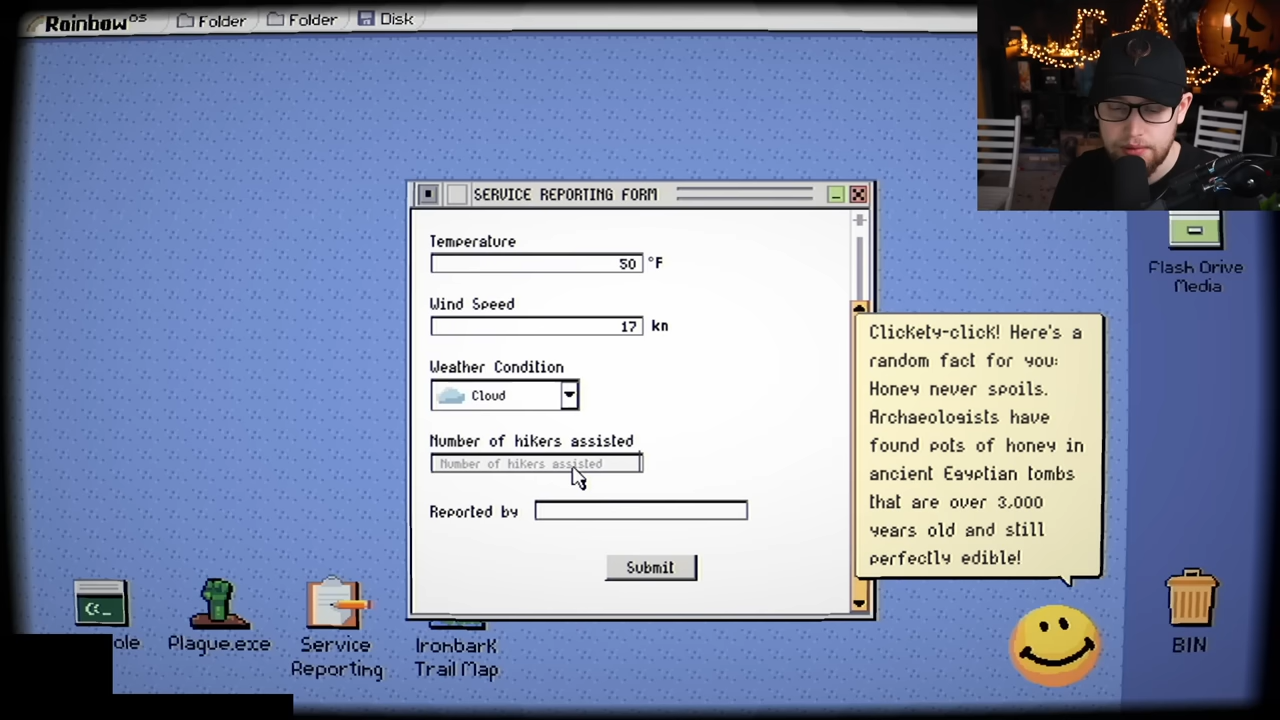 RainbowOS
Folder
Folder
Disk
SERVICE REPORTING FORM
Temperature
50 °F
Wind Speed
17 kn
Weather Condition
Cloud
Number of hikers assisted
Number of hikers assisted
Reported by
Submit
Clickety-click! Here's a
random fact for you:
Honey never spoils.
Archaeologists have
found pots of honey in
ancient Egyptian tombs
that are over 3,000
years old and still
perfectly edible!
Flash Drive
Media
Plague.exe
Service
Reporting
Ironbark
Trail Map
BIN